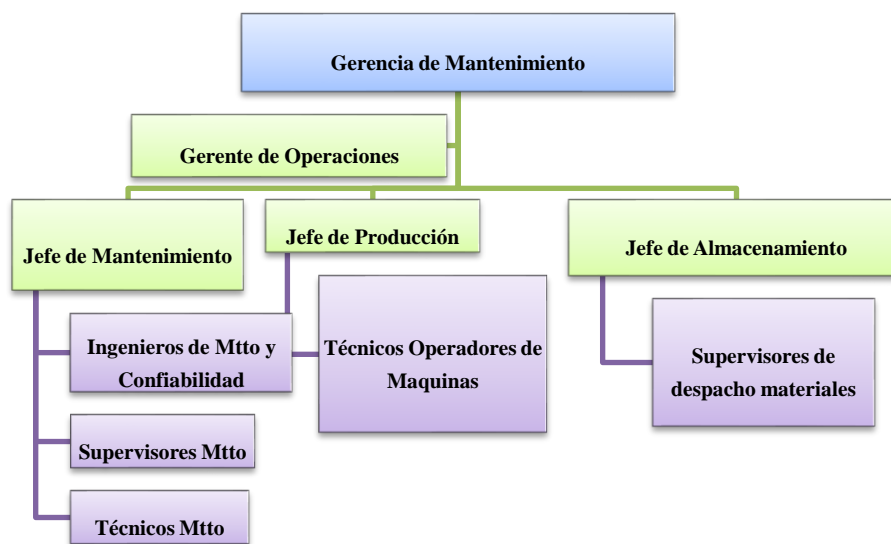 Gerencia de Mantenimiento
Gerente de Operaciones
Jefe de Mantenimiento
Jefe de Producción
Jefe de Almacenamiento
Ingenieros de Mtto y
Confiabilidad
Supervisores Mtto
Técnicos Mtto
Técnicos Operadores de
Maquinas
Supervisores de
despacho materiales